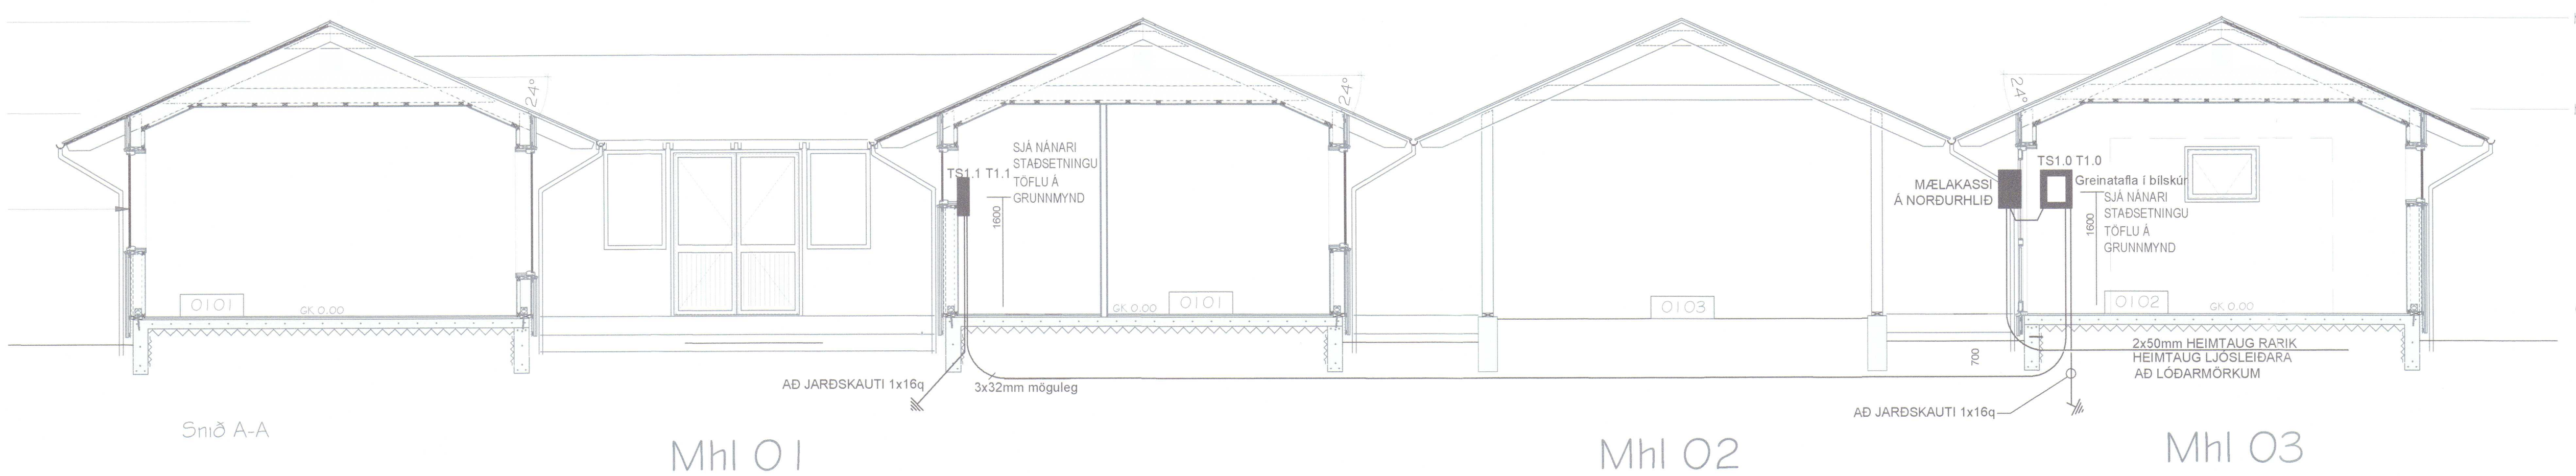 24°
24°
24°
SJÁ NÁNARI
STAÐSETNINGU
TÖFLU Á
GRUNNMYND
TS1.1 T1.1
1600
TS1.0 T1.0
MÆLAKASSI
Á NORÐURHLIÐ
Greinatafla í bílskúr
SJÁ NÁNARI
STAÐSETNINGU
TÖFLU Á
GRUNNMYND
1600
0101
GK 0.00
GK 0.00
0101
0103
0102
GK 0.00
700
2x50mm HEIMTAUG RARIK
HEIMTAUG LJÓSLEIÐARA
AÐ LÓÐARMÖRKUM
AÐ JARÐSKAUTI 1x16q
3x32mm möguleg
AÐ JARÐSKAUTI 1x16q
Snið A-A
Mhl 01
Mhl 02
Mhl 03